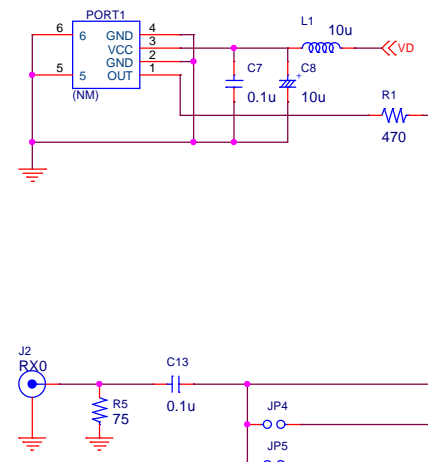 PORT1
6 6 GND 4
VCC 3
GND 2
5 5 OUT 1
(NM)
L1
10u
VD
C7
0.1u
C8
+
10u
R1
470
J2
RX0
R5
75
C13
0.1u
JP4
JP5